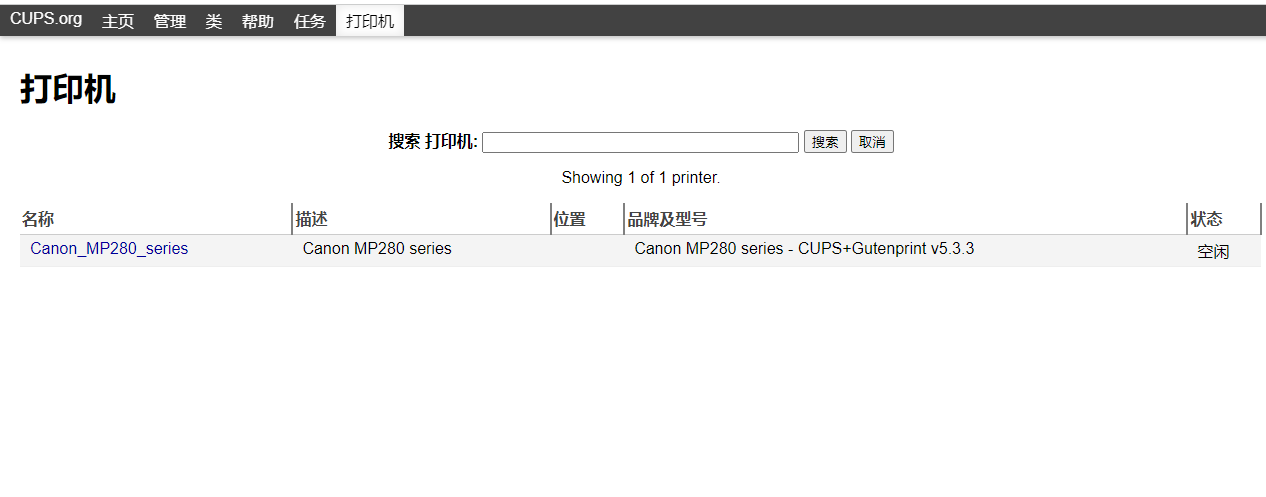 CUPS.org 主页 管理 类 帮助 任务 打印机
打印机
搜索 打印机: 搜索 取消
Showing 1 of 1 printer.
名称 描述 位置 品牌及型号 状态
Canon_MP280_series Canon MP280 series Canon MP280 series - CUPS+Gutenprint v5.3.3 空闲